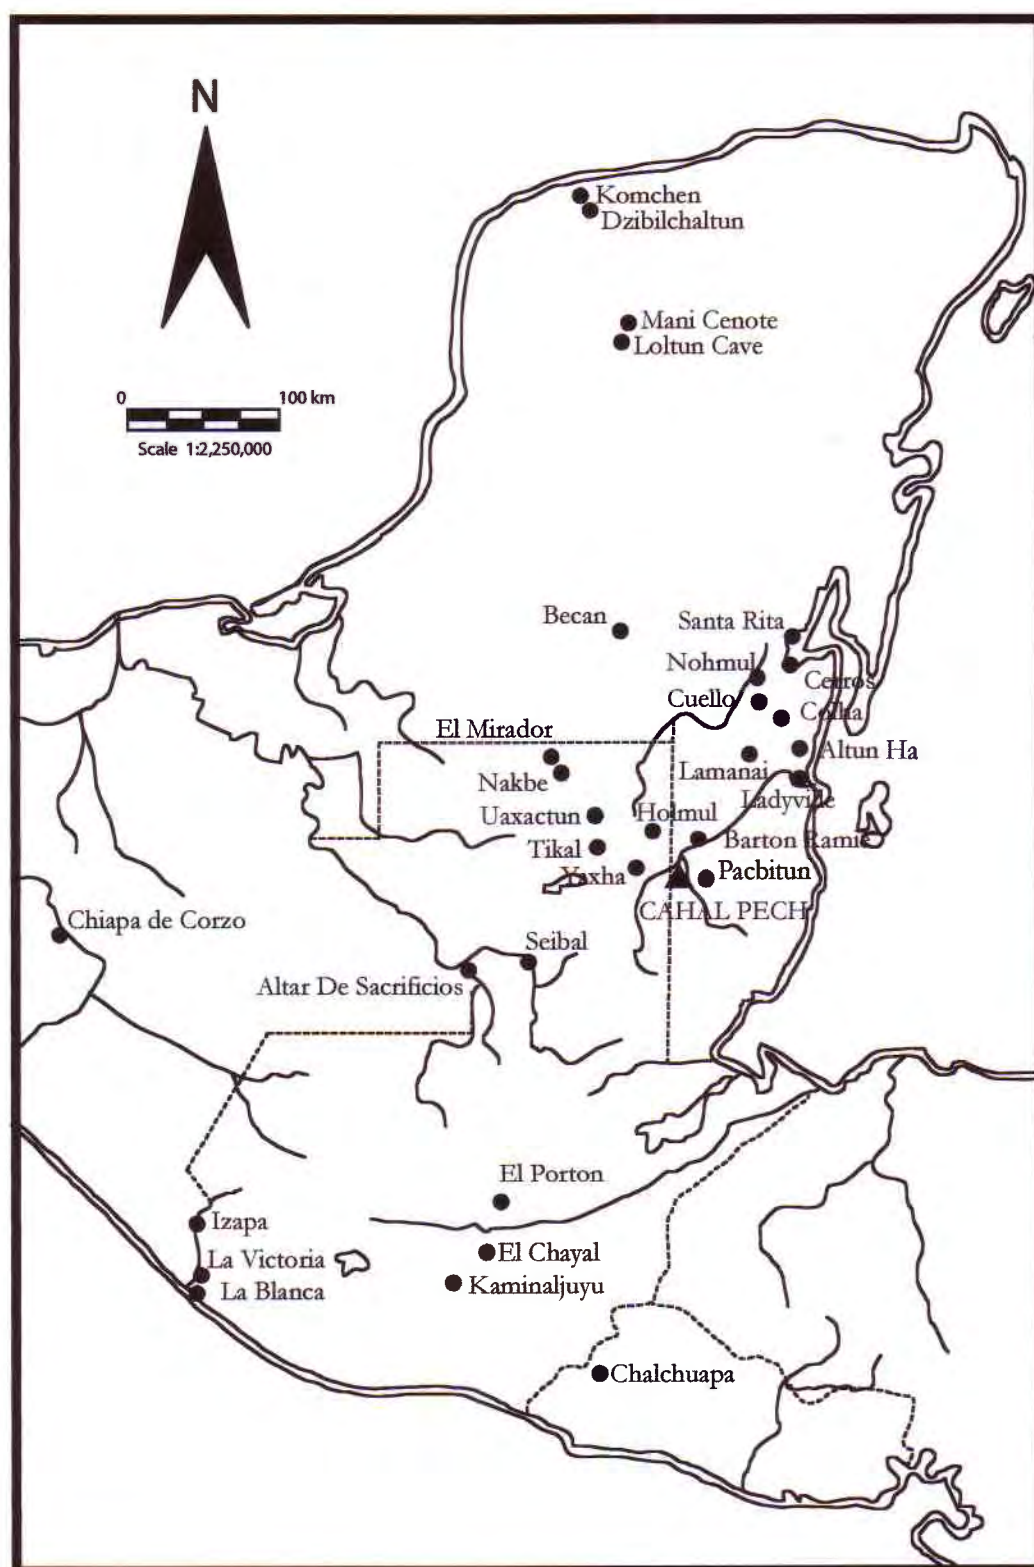 N
Komchen
Dzibilchaltun
Mani Cenote
Loltun Cave
0 100 km
Scale 1:2,250,000
Becan
Santa Rita
Nohmul
Cerros
Cuello
Colha
El Mirador
Altun Ha
Lamanai
Nakbe
Ladyville
Uaxactun
Holmul
Barton Ramie
Tikal
Yaxha
Pacbitun
CAHAL PECH
Chiapa de Corzo
Seibal
Altar De Sacrificios
El Porton
Izapa
El Chayal
La Victoria
Kaminaljuyu
La Blanca
Chalchuapa